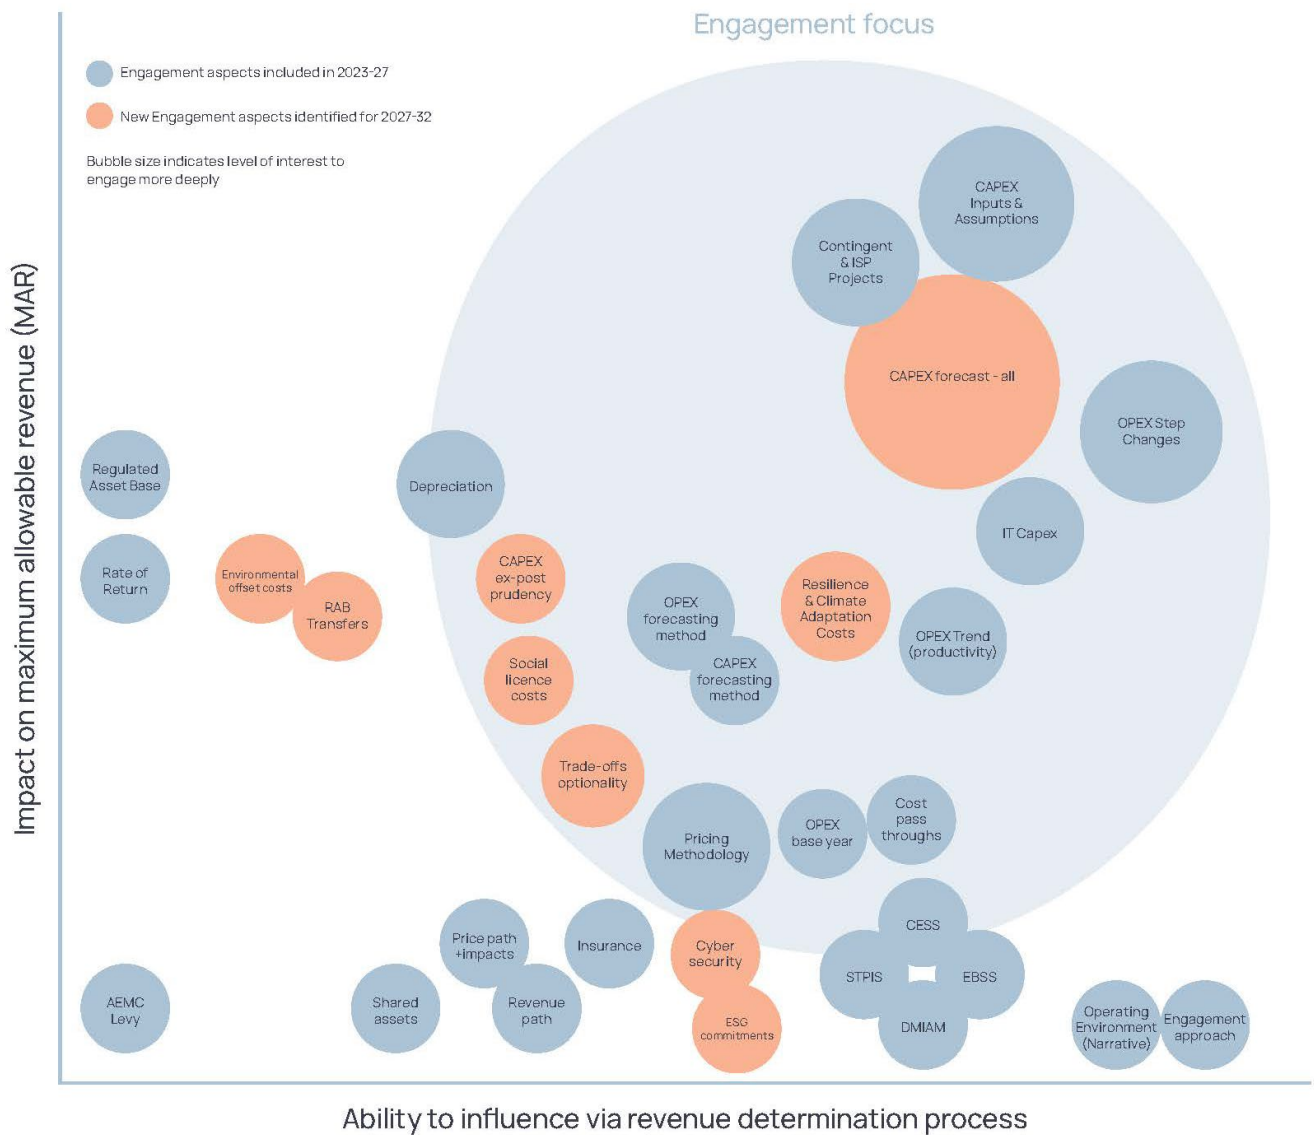 Engagement focus
Engagement aspects included in 2023-27
New Engagement aspects identified for 2027-32
Bubble size indicates level of interest to
engage more deeply
Impact on maximum allowable revenue (MAR)
CAPEX
Inputs &
Assumptions
Contingent
& ISP
Projects
CAPEX forecast - all
OPEX Step
Changes
Regulated
Asset Base
Depreciation
IT Capex
Rate of
Return
Environmental
offset costs
RAB
Transfers
CAPEX
ex-post
prudency
OPEX
forecasting
method
Resilience
& Climate
Adaptation
Costs
OPEX Trend
(productivity)
Social
licence
costs
CAPEX
forecasting
method
Trade-offs
optionality
Pricing
Methodology
OPEX
base year
Cost
pass
throughs
Price path
+impacts
Insurance
Cyber
security
CESS
STPIS
EBSS
DMIAM
AEMC
Levy
Shared
assets
Revenue
path
ESG
commitments
Operating
Environment
(Narrative)
Engagement
approach
Ability to influence via revenue determination process